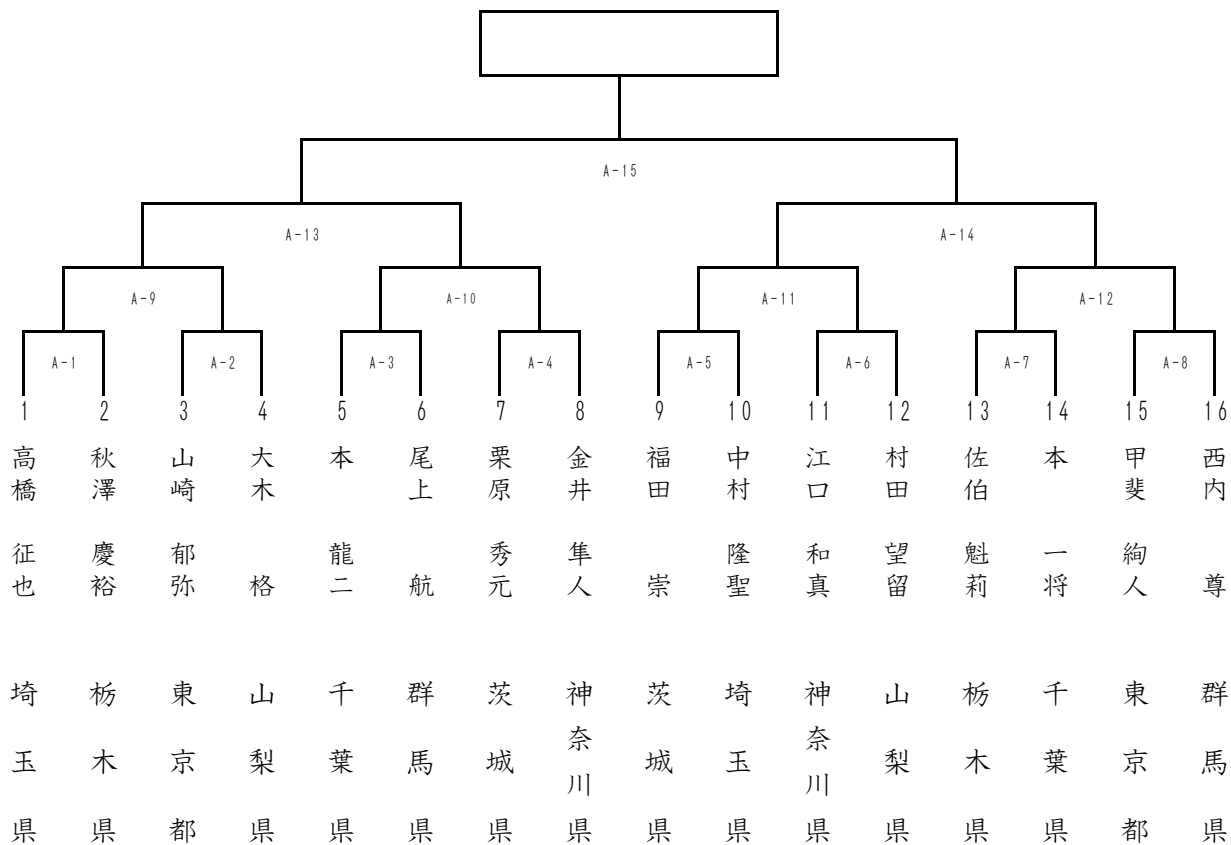 A-15
A-13
A-14
A-9
A-10
A-11
A-12
A-1
A-2
A-3
A-4
A-5
A-6
A-7
A-8
1
2
3
4
5
6
7
8
9
10
11
12
13
14
15
16
高橋 征也 埼玉県
秋澤 慶裕 栃木県
山崎 郁弥 東京都
大木 格 山梨県
本 龍二 千葉県
尾上 航 群馬県
栗原 秀元 茨城県
金井 隼人 神奈川県
福田 崇 茨城県
中村 隆聖 埼玉県
江口 和真 神奈川県
村田 望留 山梨県
佐伯 魁莉 栃木県
本 一将 千葉県
甲斐 絢人 東京都
西内 尊 群馬県